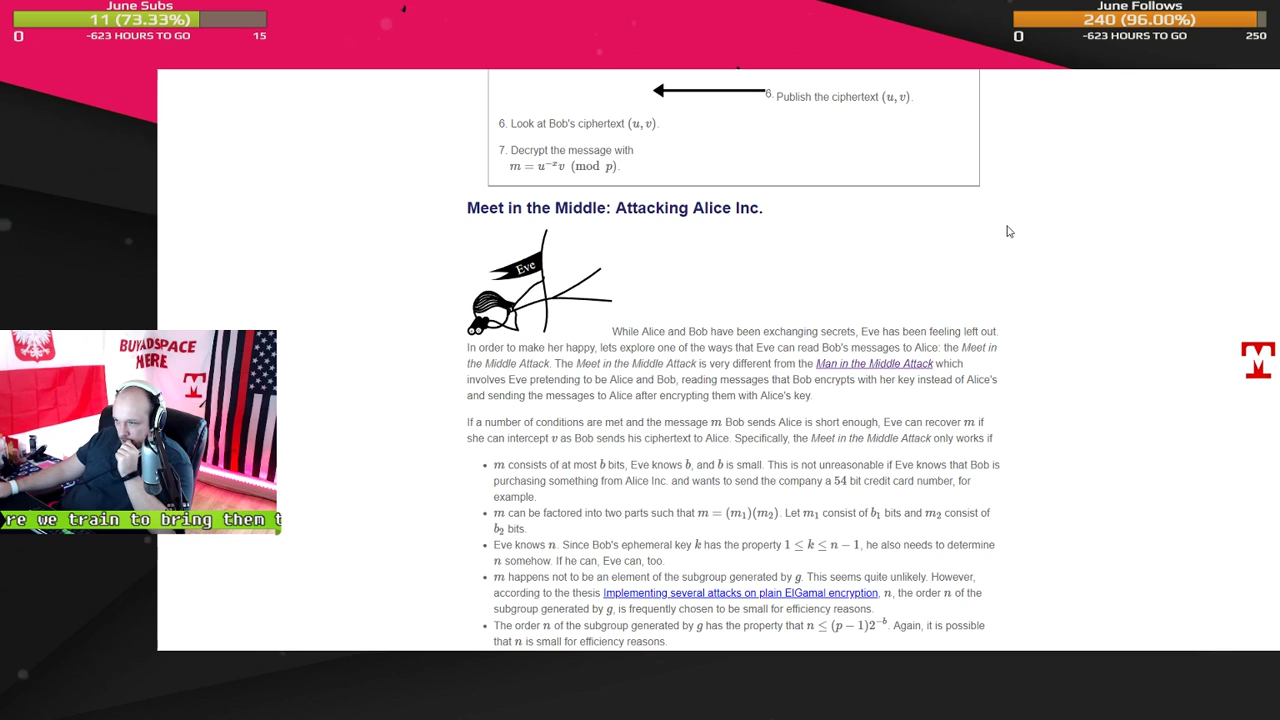 June Subs
11 (73.33%)
0 -623 HOURS TO GO 15
June Follows
240 (96.00%)
0 -623 HOURS TO GO 250
6. Publish the ciphertext (u, v).
6. Look at Bob's ciphertext (u, v).
7. Decrypt the message with
m = u⁻ˣv (mod p).
Meet in the Middle: Attacking Alice Inc.
Eve
While Alice and Bob have been exchanging secrets, Eve has been feeling left out.
In order to make her happy, lets explore one of the ways that Eve can read Bob's messages to Alice: the Meet in
the Middle Attack. The Meet in the Middle Attack is very different from the Man in the Middle Attack which
involves Eve pretending to be Alice and Bob, reading messages that Bob encrypts with her key instead of Alice's
and sending the messages to Alice after encrypting them with Alice's key.
If a number of conditions are met and the message m Bob sends Alice is short enough, Eve can recover m if
she can intercept v as Bob sends his ciphertext to Alice. Specifically, the Meet in the Middle Attack only works if
• m consists of at most b bits, Eve knows b, and b is small. This is not unreasonable if Eve knows that Bob is
purchasing something from Alice Inc. and wants to send the company a 54 bit credit card number, for
example.
• m can be factored into two parts such that m = (m₁)(m₂). Let m₁ consist of b₁ bits and m₂ consist of
b₂ bits.
• Eve knows n. Since Bob's ephemeral key k has the property 1 ≤ k ≤ n − 1, he also needs to determine
n somehow. If he can, Eve can, too.
• m happens not to be an element of the subgroup generated by g. This seems quite unlikely. However,
according to the thesis Implementing several attacks on plain ElGamal encryption, n, the order n of the
subgroup generated by g, is frequently chosen to be small for efficiency reasons.
• The order n of the subgroup generated by g has the property that n ≤ (p − 1)2⁻ᵇ. Again, it is possible
that n is small for efficiency reasons.
BUY ADSPACE
HERE
re we train to bring them t